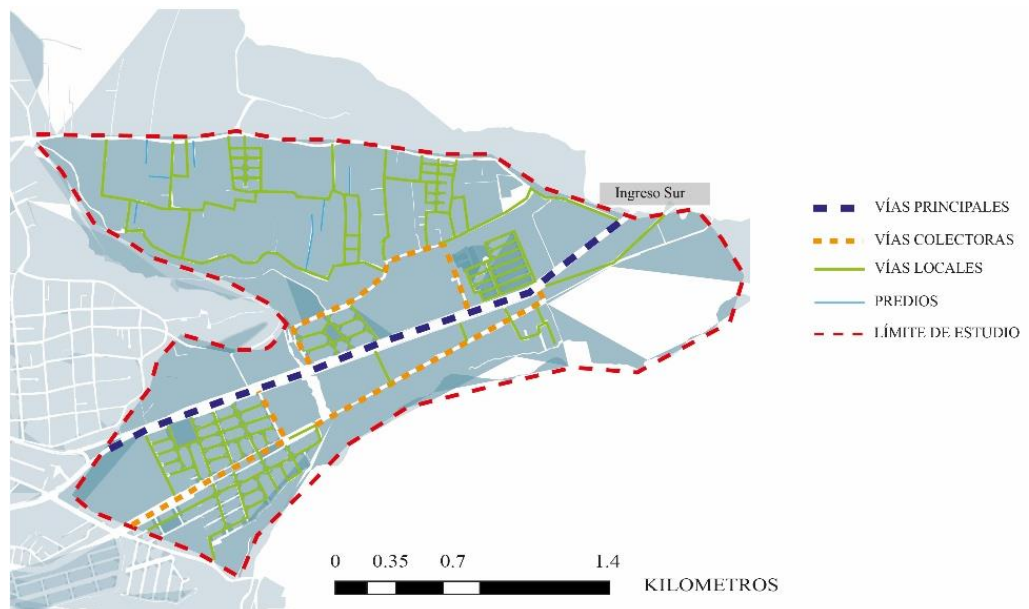 Ingreso Sur
VÍAS PRINCIPALES
VÍAS COLECTORAS
VÍAS LOCALES
PREDIOS
LÍMITE DE ESTUDIO
0 0.35 0.7 1.4
KILOMETROS